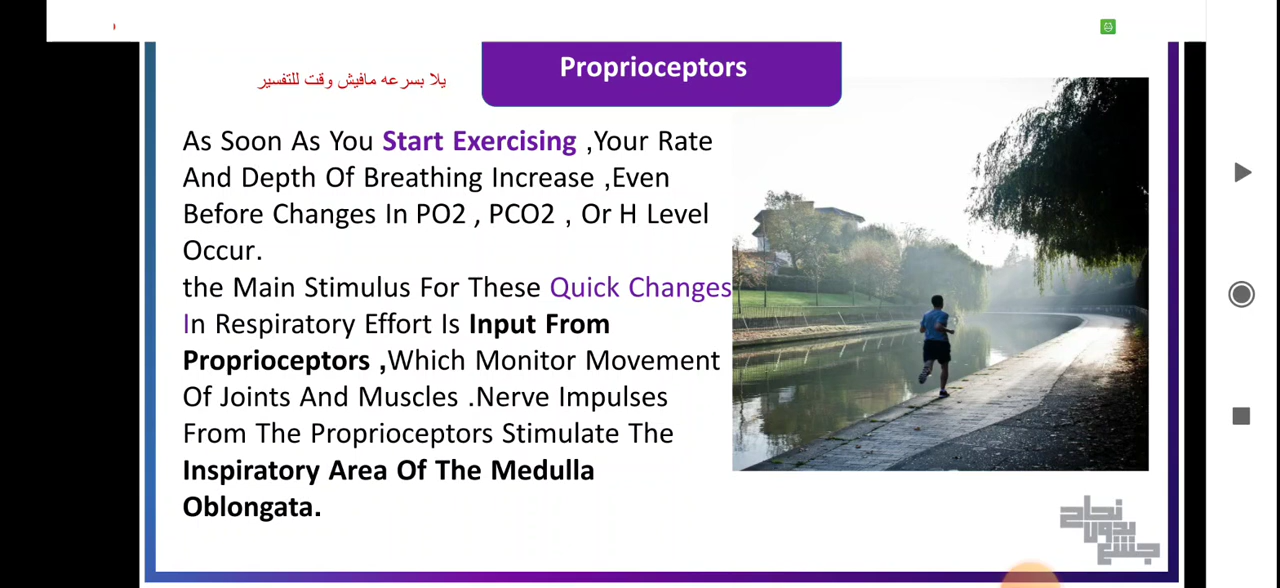 Proprioceptors
يلا بسرعه مافيش وقت للتفسير
As Soon As You Start Exercising ,Your Rate
And Depth Of Breathing Increase ,Even
Before Changes In PO2 , PCO2 , Or H Level
Occur.
the Main Stimulus For These Quick Changes
In Respiratory Effort Is Input From
Proprioceptors ,Which Monitor Movement
Of Joints And Muscles .Nerve Impulses
From The Proprioceptors Stimulate The
Inspiratory Area Of The Medulla
Oblongata.
نجاح
بدون
جشع